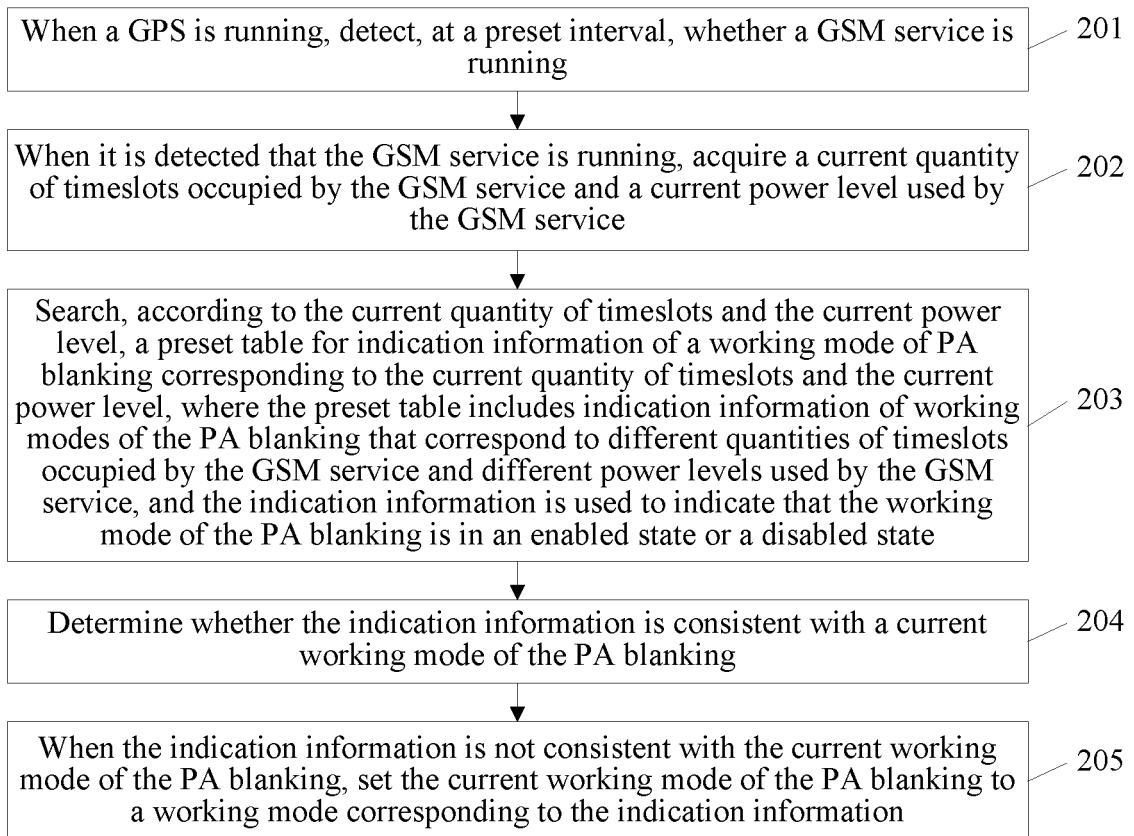 When a GPS is running, detect, at a preset interval, whether a GSM service is
running
201
When it is detected that the GSM service is running, acquire a current quantity
of timeslots occupied by the GSM service and a current power level used by
the GSM service
202
Search, according to the current quantity of timeslots and the current power
level, a preset table for indication information of a working mode of PA
blanking corresponding to the current quantity of timeslots and the current
power level, where the preset table includes indication information of working
modes of the PA blanking that correspond to different quantities of timeslots
occupied by the GSM service and different power levels used by the GSM
service, and the indication information is used to indicate that the working
mode of the PA blanking is in an enabled state or a disabled state
203
Determine whether the indication information is consistent with a current
working mode of the PA blanking
204
When the indication information is not consistent with the current working
mode of the PA blanking, set the current working mode of the PA blanking to
a working mode corresponding to the indication information
205